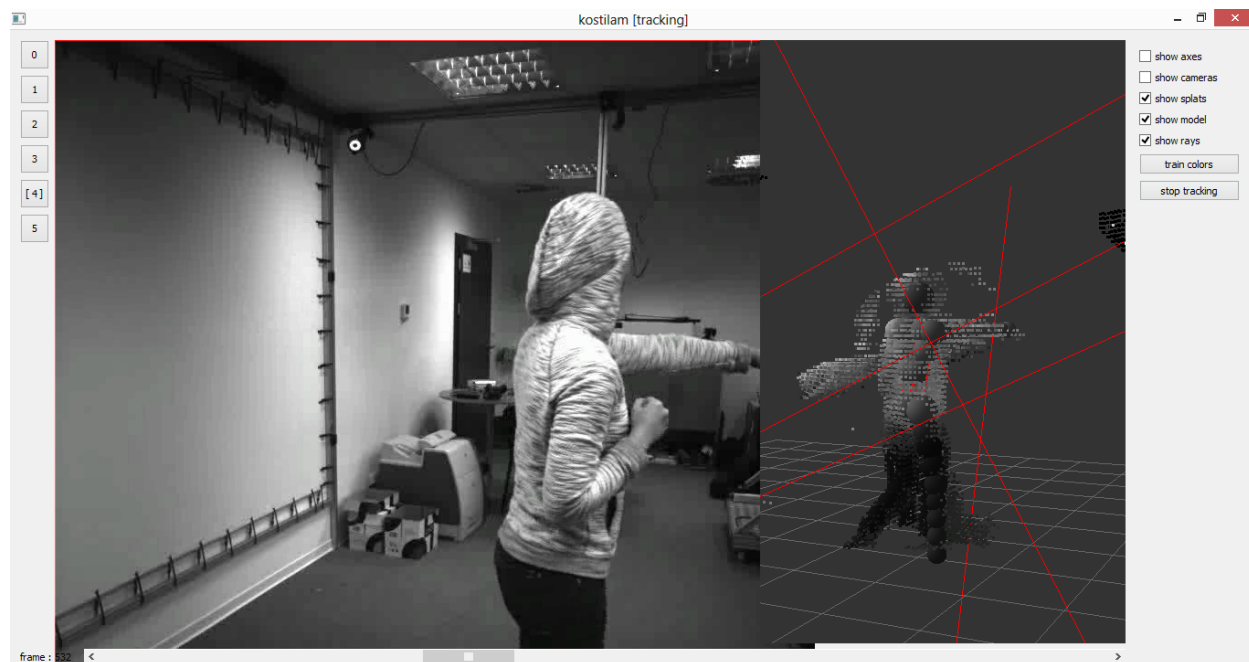 kostilam [tracking]
0
1
2
3
[ 4 ]
5
show axes
show cameras
show splats
show model
show rays
train colors
stop tracking
frame : 532